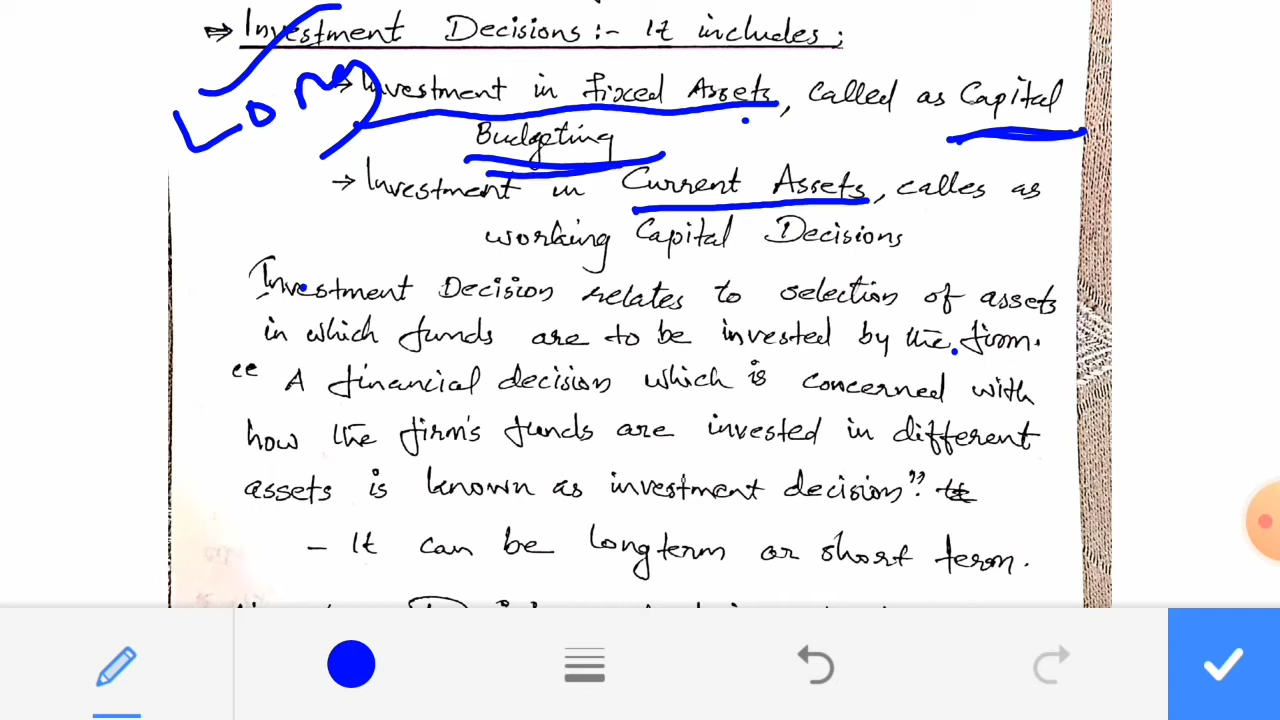 ⇒ Investment Decisions :- It includes ;
Long
→ Investment in fixed Assets, called as Capital
Budgeting
→ Investment in Current Assets, calles as
working Capital Decisions
Investment Decision relates to selection of assets
in which funds are to be invested by the firm.
“ A financial decision which is concerned with
how the firm's funds are invested in different
assets is known as investment decision”.
- It can be longterm or short term.